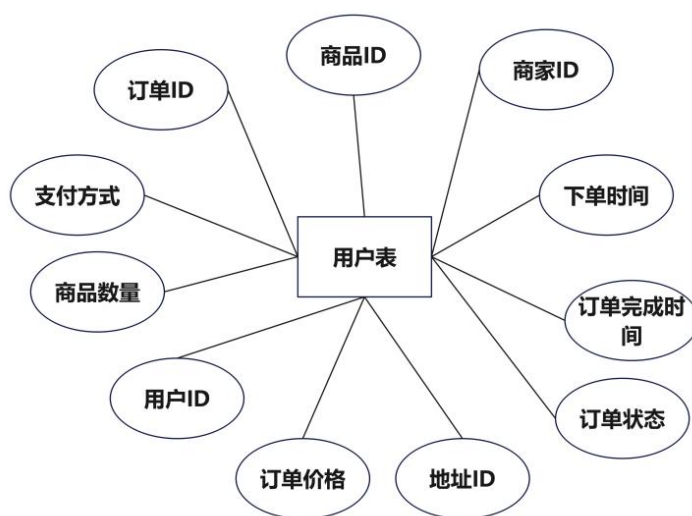 商品ID
商家ID
订单ID
支付方式
下单时间
用户表
商品数量
订单完成时
间
用户ID
订单状态
订单价格
地址ID